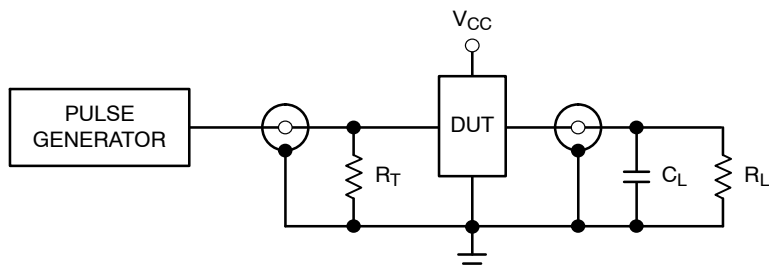 V_CC
PULSE
GENERATOR
DUT
R_T
C_L
R_L